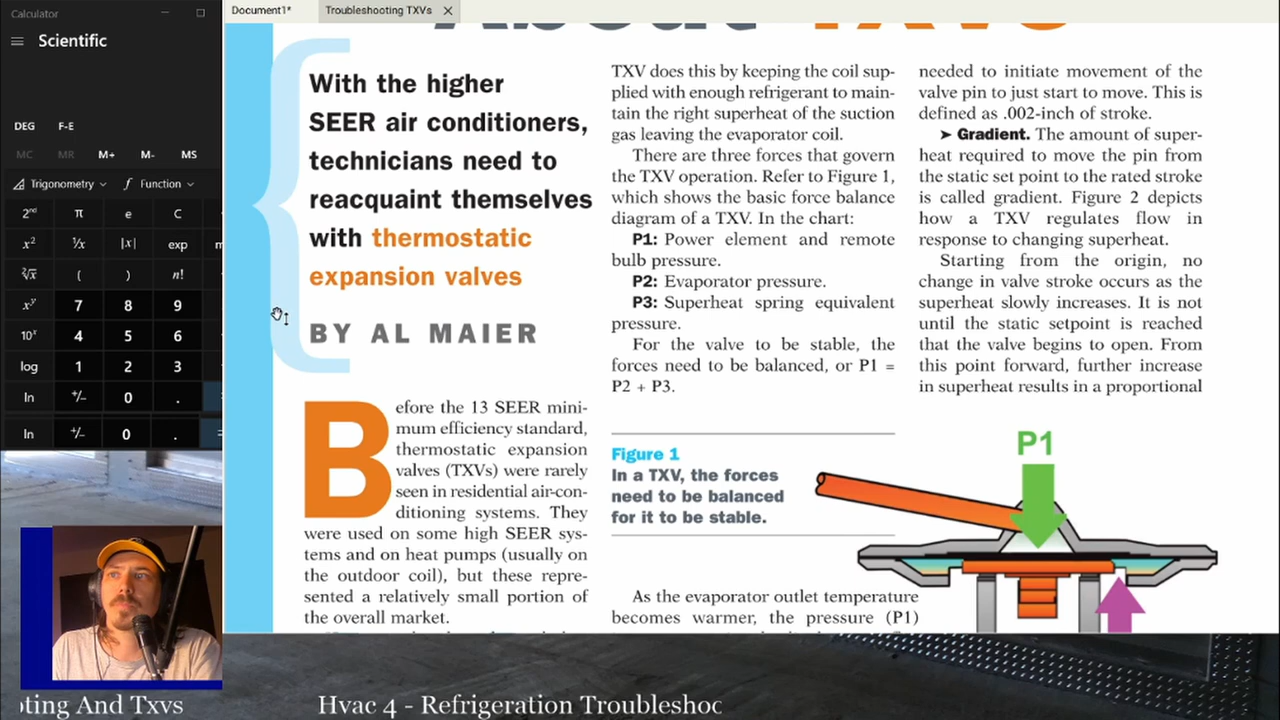 Calculator
Document1*
Troubleshooting TXVs
Scientific
About TXVs
DEG
F-E
MC
MR
M+
M-
MS
Trigonometry
Function
2nd
π
e
C
x²
¹/x
|x|
exp
²√x
(
)
n!
xʸ
7
8
9
10ˣ
4
5
6
log
1
2
3
ln
+/-
0
.
ln
+/-
0
.
With the higher
SEER air conditioners,
technicians need to
reacquaint themselves
with thermostatic
expansion valves
BY AL MAIER
Before the 13 SEER mini-
mum efficiency standard,
thermostatic expansion
valves (TXVs) were rarely
seen in residential air-con-
ditioning systems. They
were used on some high SEER sys-
tems and on heat pumps (usually on
the outdoor coil), but these repre-
sented a relatively small portion of
the overall market.
TXV does this by keeping the coil sup-
plied with enough refrigerant to main-
tain the right superheat of the suction
gas leaving the evaporator coil.
There are three forces that govern
the TXV operation. Refer to Figure 1,
which shows the basic force balance
diagram of a TXV. In the chart:
P1: Power element and remote
bulb pressure.
P2: Evaporator pressure.
P3: Superheat spring equivalent
pressure.
For the valve to be stable, the
forces need to be balanced, or P1 =
P2 + P3.
Figure 1
In a TXV, the forces
need to be balanced
for it to be stable.
As the evaporator outlet temperature
becomes warmer, the pressure (P1)
needed to initiate movement of the
valve pin to just start to move. This is
defined as .002-inch of stroke.
➤ Gradient. The amount of super-
heat required to move the pin from
the static set point to the rated stroke
is called gradient. Figure 2 depicts
how a TXV regulates flow in
response to changing superheat.
Starting from the origin, no
change in valve stroke occurs as the
superheat slowly increases. It is not
until the static setpoint is reached
that the valve begins to open. From
this point forward, further increase
in superheat results in a proportional
P1
ting And Txvs
Hvac 4 - Refrigeration Troubleshoc